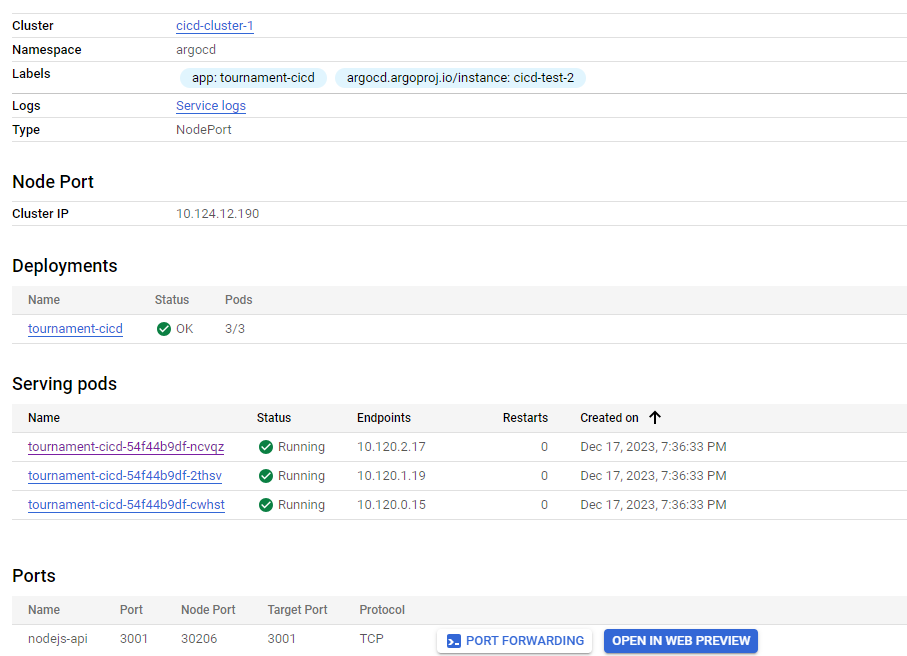 Cluster cicd-cluster-1
Namespace argocd
Labels app: tournament-cicd argocd.argoproj.io/instance: cicd-test-2
Logs Service logs
Type NodePort
Node Port
Cluster IP 10.124.12.190
Deployments
Name Status Pods
tournament-cicd OK 3/3
Serving pods
Name Status Endpoints Restarts Created on
tournament-cicd-54f44b9df-ncvqz Running 10.120.2.17 0 Dec 17, 2023, 7:36:33 PM
tournament-cicd-54f44b9df-2thsv Running 10.120.1.19 0 Dec 17, 2023, 7:36:33 PM
tournament-cicd-54f44b9df-cwhst Running 10.120.0.15 0 Dec 17, 2023, 7:36:33 PM
Ports
Name Port Node Port Target Port Protocol
nodejs-api 3001 30206 3001 TCP PORT FORWARDING OPEN IN WEB PREVIEW